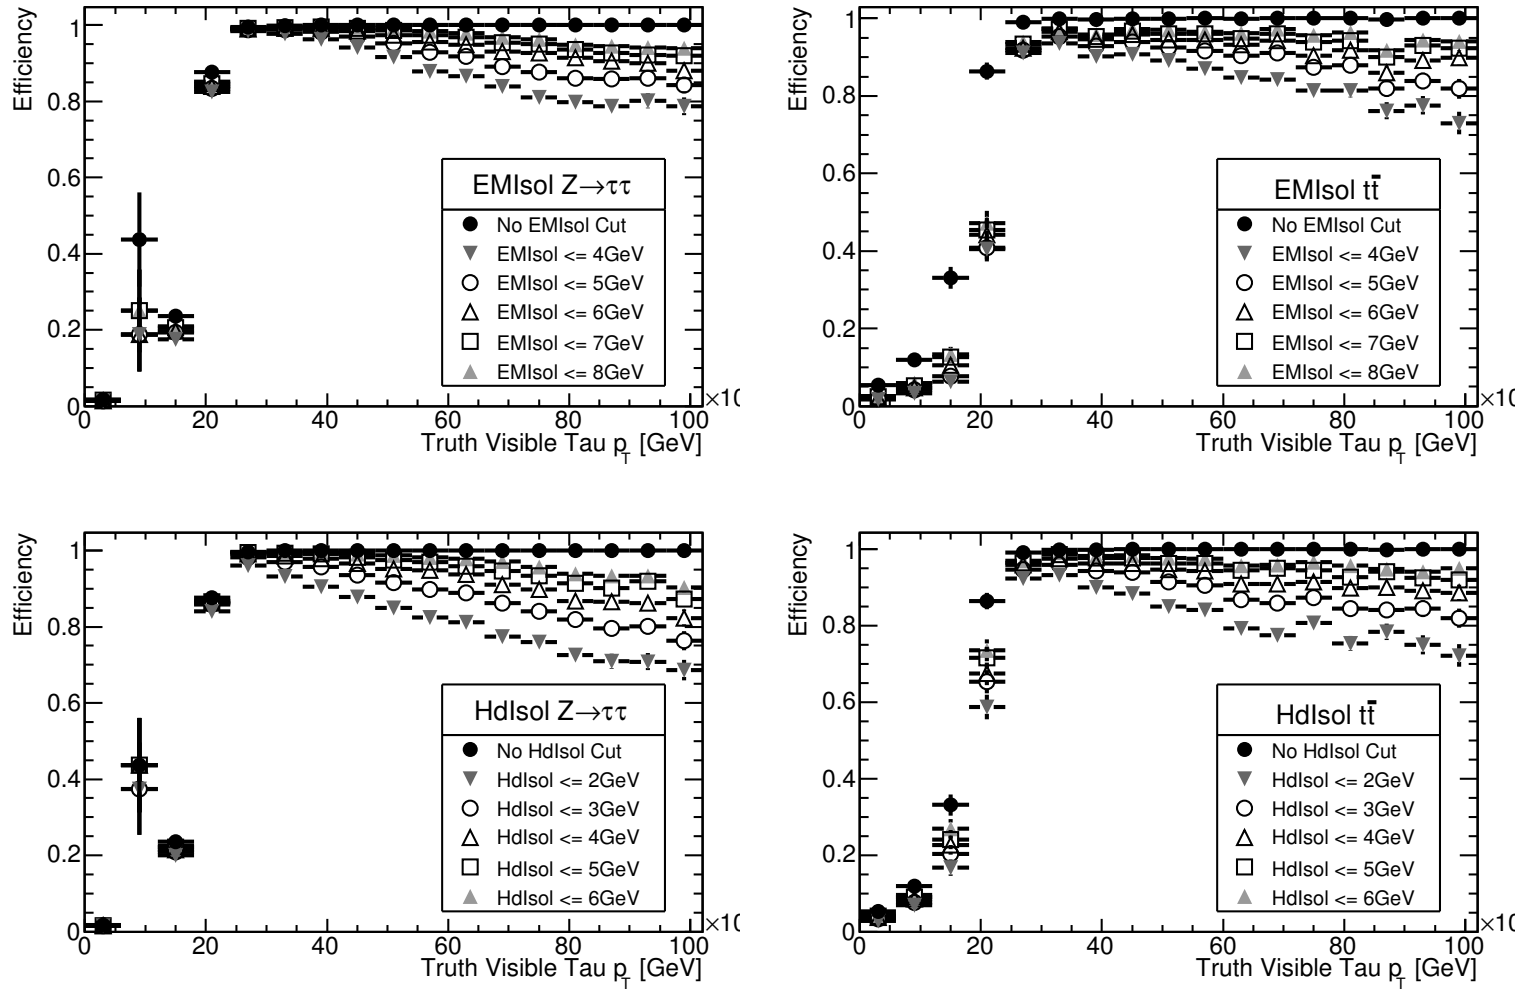 Efficiency
1
0.8
0.6
0.4
0.2
0
EMIsol Z→ττ
No EMIsol Cut
EMIsol <= 4GeV
EMIsol <= 5GeV
EMIsol <= 6GeV
EMIsol <= 7GeV
EMIsol <= 8GeV
0 20 40 60 80 100
Truth Visible Tau p_T [GeV]
Efficiency
1
0.8
0.6
0.4
0.2
0
EMIsol tt̄
No EMIsol Cut
EMIsol <= 4GeV
EMIsol <= 5GeV
EMIsol <= 6GeV
EMIsol <= 7GeV
EMIsol <= 8GeV
0 20 40 60 80 100
Truth Visible Tau p_T [GeV]
Efficiency
1
0.8
0.6
0.4
0.2
0
HdIsol Z→ττ
No HdIsol Cut
HdIsol <= 2GeV
HdIsol <= 3GeV
HdIsol <= 4GeV
HdIsol <= 5GeV
HdIsol <= 6GeV
0 20 40 60 80 100
Truth Visible Tau p_T [GeV]
Efficiency
1
0.8
0.6
0.4
0.2
0
HdIsol tt̄
No HdIsol Cut
HdIsol <= 2GeV
HdIsol <= 3GeV
HdIsol <= 4GeV
HdIsol <= 5GeV
HdIsol <= 6GeV
0 20 40 60 80 100
Truth Visible Tau p_T [GeV]